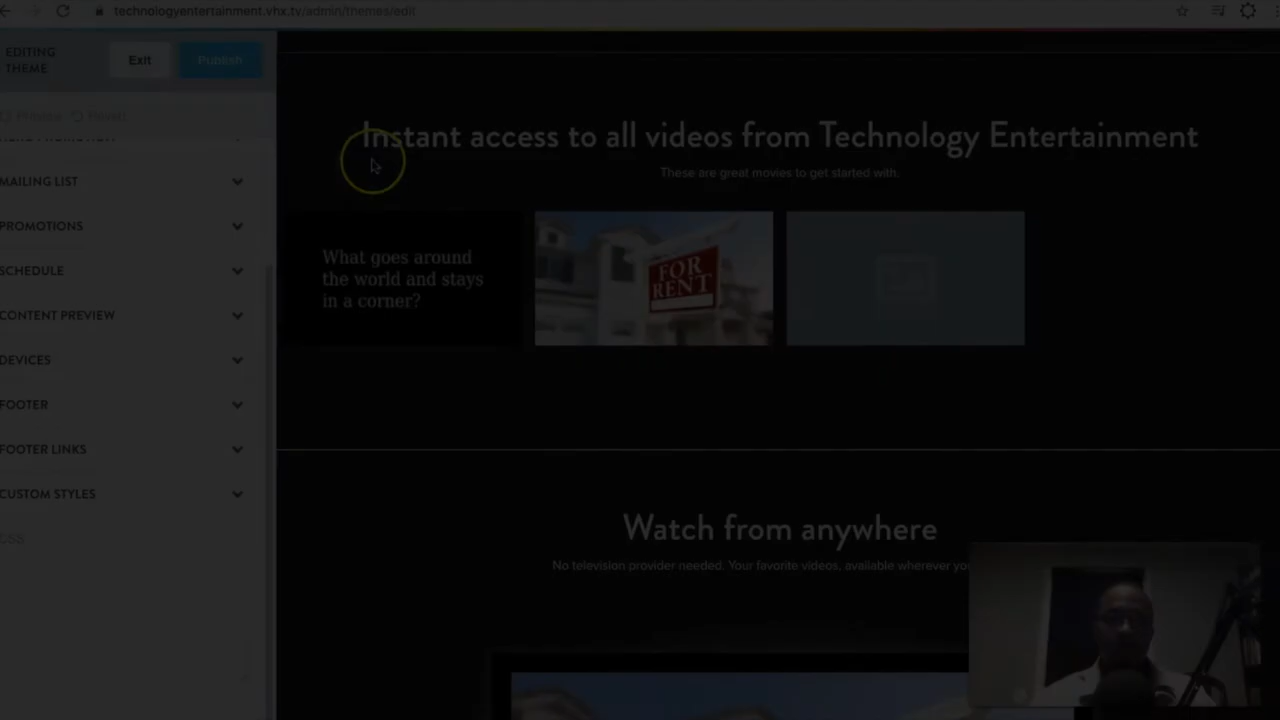 technologyentertainment.vhx.tv/admin/themes/edit
EDITING
THEME
Exit
Publish
Preview
Revert
MAILING LIST
PROMOTIONS
SCHEDULE
CONTENT PREVIEW
DEVICES
FOOTER
FOOTER LINKS
CUSTOM STYLES
CSS
Instant access to all videos from Technology Entertainment
These are great movies to get started with.
What goes around
the world and stays
in a corner?
FOR
RENT
Watch from anywhere
No television provider needed. Your favorite videos, available wherever